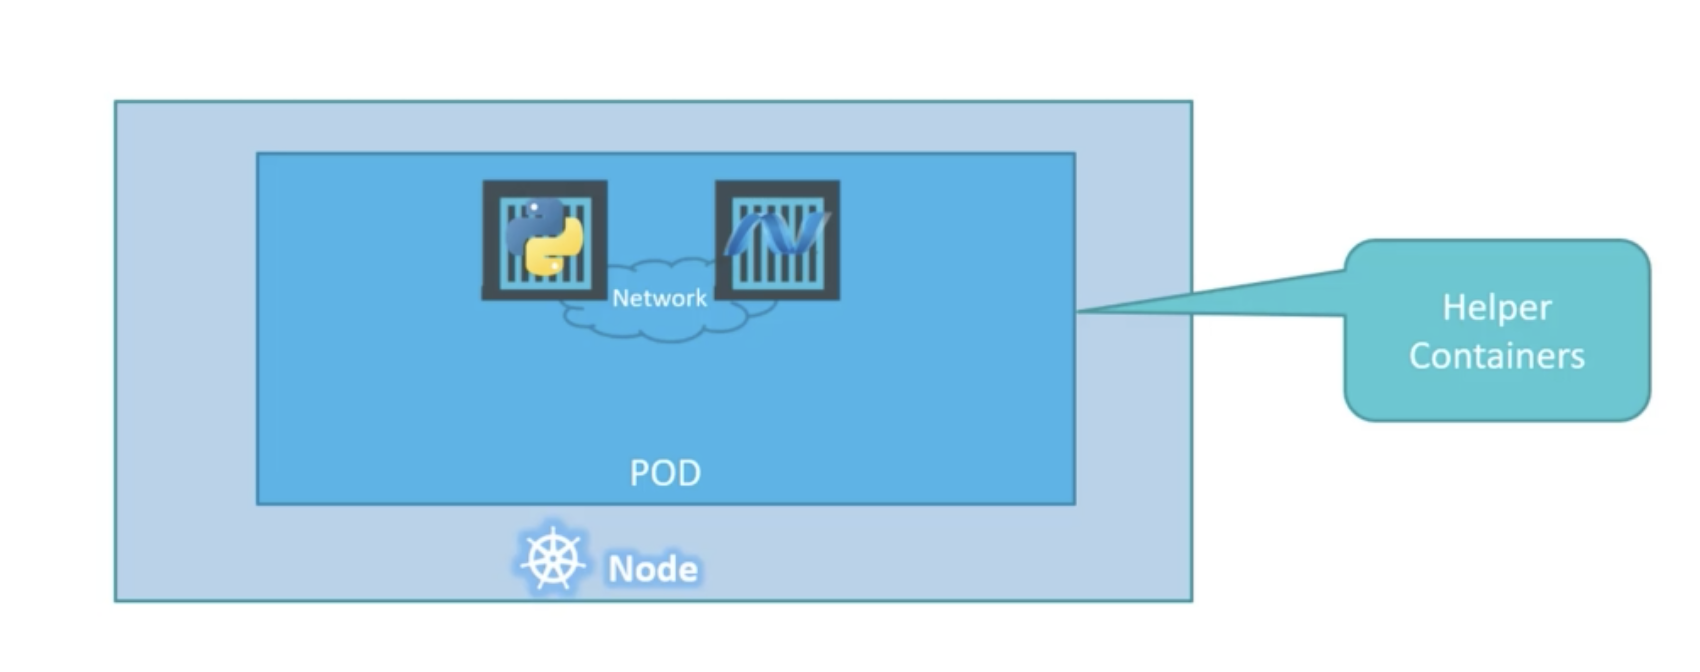 Network
Helper
Containers
POD
Node